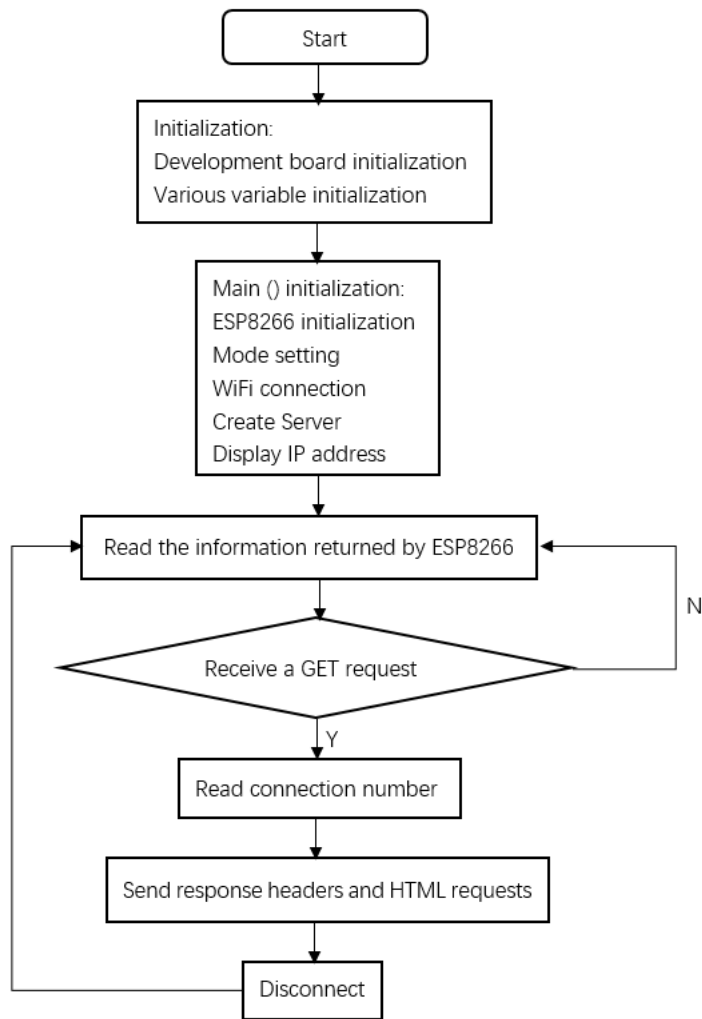 Start
Initialization:
Development board initialization
Various variable initialization
Main () initialization:
ESP8266 initialization
Mode setting
WiFi connection
Create Server
Display IP address
Read the information returned by ESP8266
N
Receive a GET request
Y
Read connection number
Send response headers and HTML requests
Disconnect